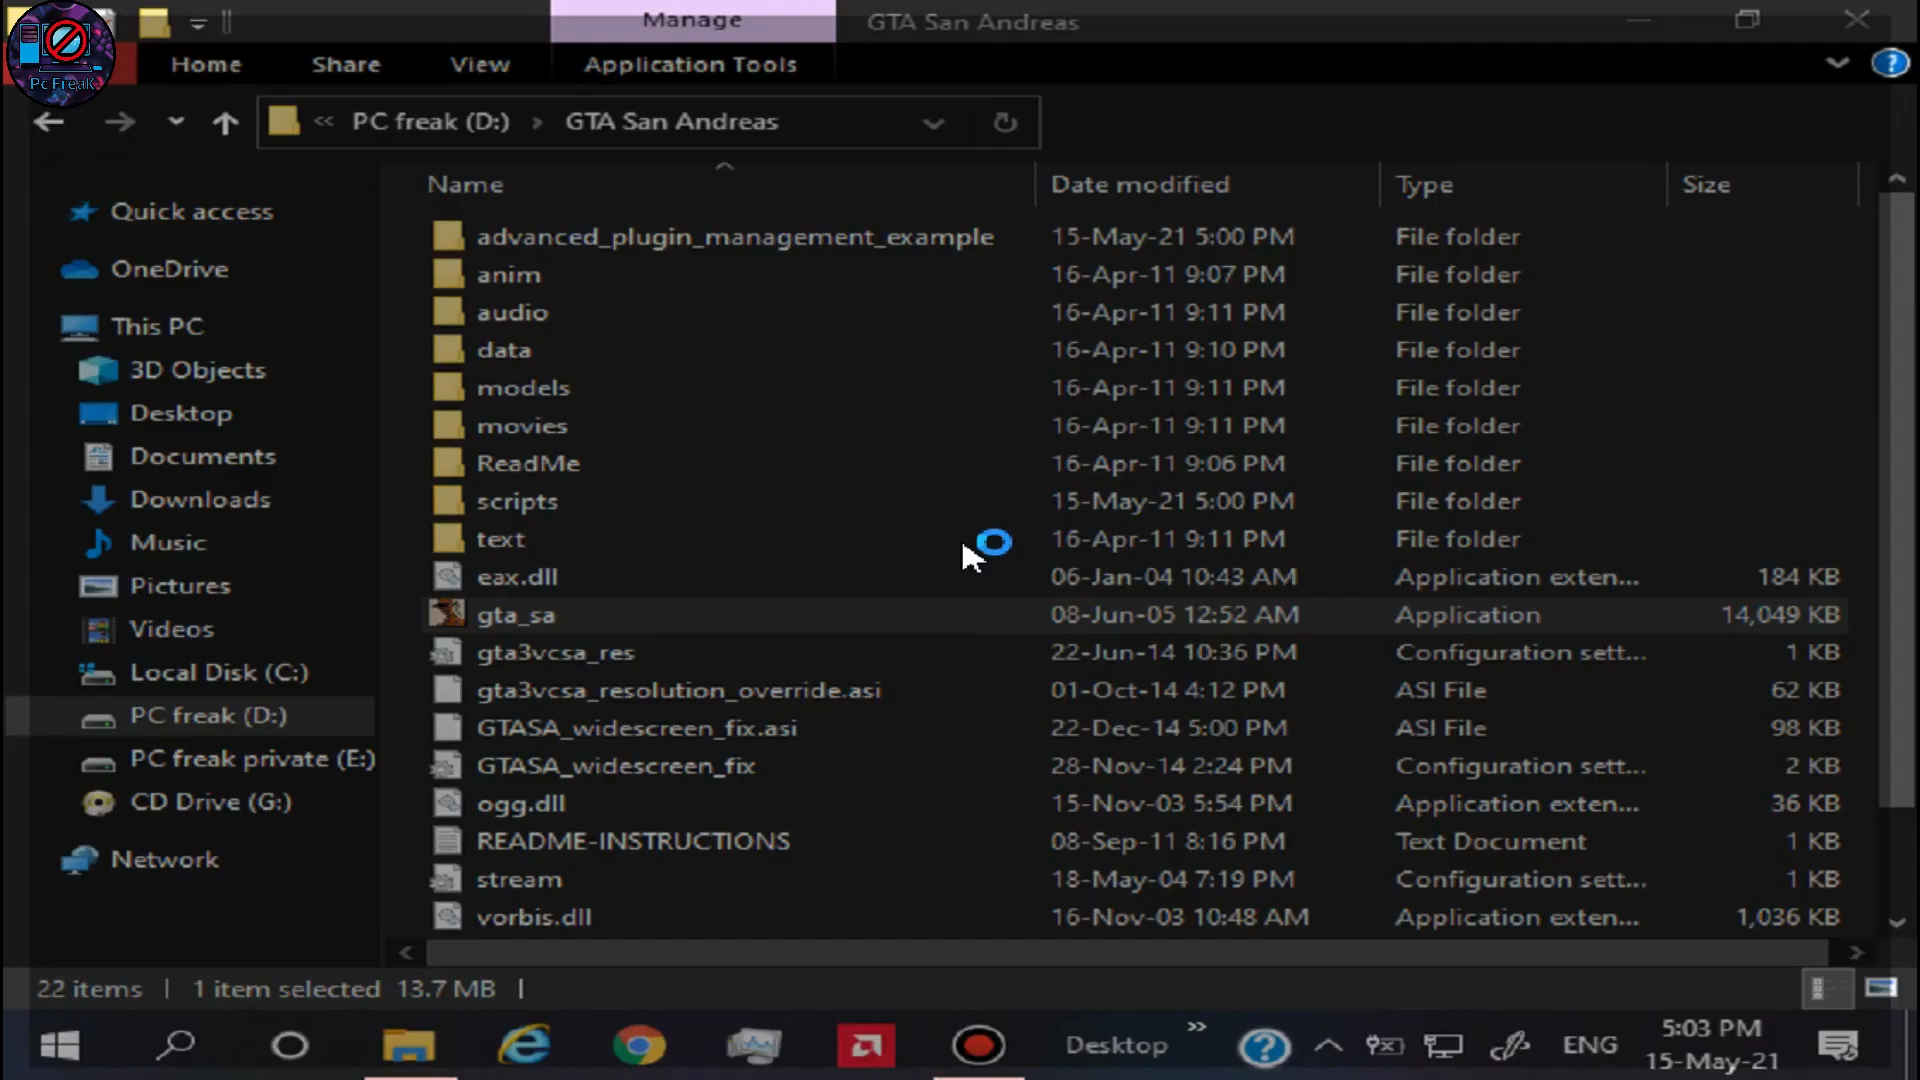 Manage
GTA San Andreas
Pc FreaK
Home
Share
View
Application Tools
« PC freak (D:) › GTA San Andreas
Name
Date modified
Type
Size
Quick access
OneDrive
This PC
3D Objects
Desktop
Documents
Downloads
Music
Pictures
Videos
Local Disk (C:)
PC freak (D:)
PC freak private (E:)
CD Drive (G:)
Network
advanced_plugin_management_example 15-May-21 5:00 PM File folder
anim 16-Apr-11 9:07 PM File folder
audio 16-Apr-11 9:11 PM File folder
data 16-Apr-11 9:10 PM File folder
models 16-Apr-11 9:11 PM File folder
movies 16-Apr-11 9:11 PM File folder
ReadMe 16-Apr-11 9:06 PM File folder
scripts 15-May-21 5:00 PM File folder
text 16-Apr-11 9:11 PM File folder
eax.dll 06-Jan-04 10:43 AM Application exten... 184 KB
gta_sa 08-Jun-05 12:52 AM Application 14,049 KB
gta3vcsa_res 22-Jun-14 10:36 PM Configuration sett... 1 KB
gta3vcsa_resolution_override.asi 01-Oct-14 4:12 PM ASI File 62 KB
GTASA_widescreen_fix.asi 22-Dec-14 5:00 PM ASI File 98 KB
GTASA_widescreen_fix 28-Nov-14 2:24 PM Configuration sett... 2 KB
ogg.dll 15-Nov-03 5:54 PM Application exten... 36 KB
README-INSTRUCTIONS 08-Sep-11 8:16 PM Text Document 1 KB
stream 18-May-04 7:19 PM Configuration sett... 1 KB
vorbis.dll 16-Nov-03 10:48 AM Application exten... 1,036 KB
22 items | 1 item selected 13.7 MB |
Desktop »
ENG
5:03 PM
15-May-21